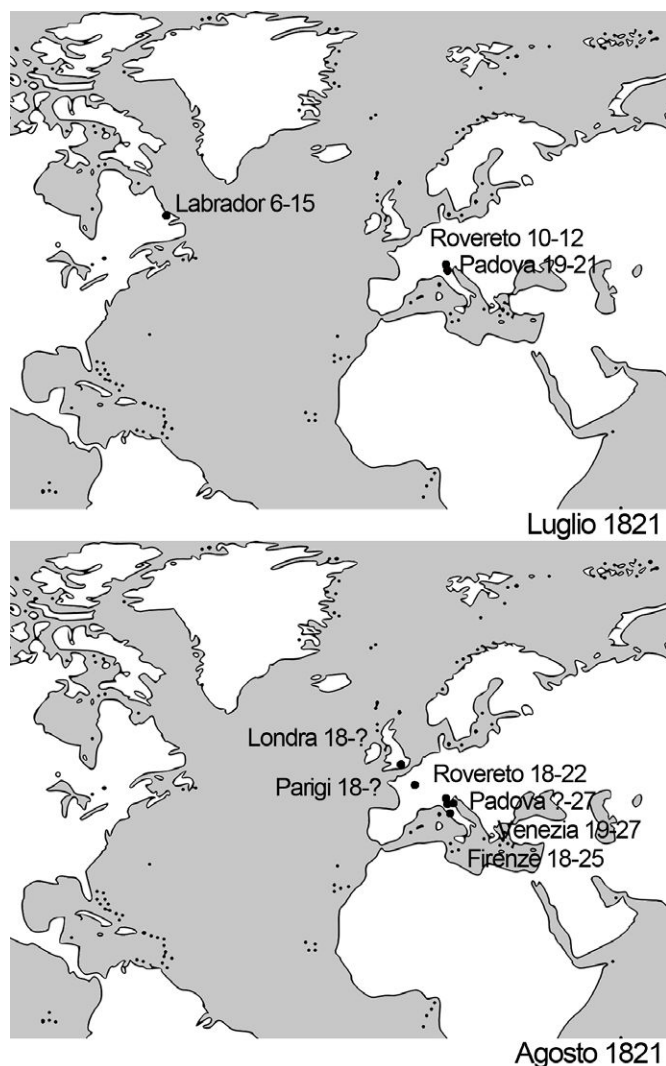 Labrador 6-15
Rovereto 10-12
Padova 19-21
Luglio 1821
Londra 18-?
Parigi 18-?
Rovereto 18-22
Padova ?-27
Venezia 19-27
Firenze 18-25
Agosto 1821